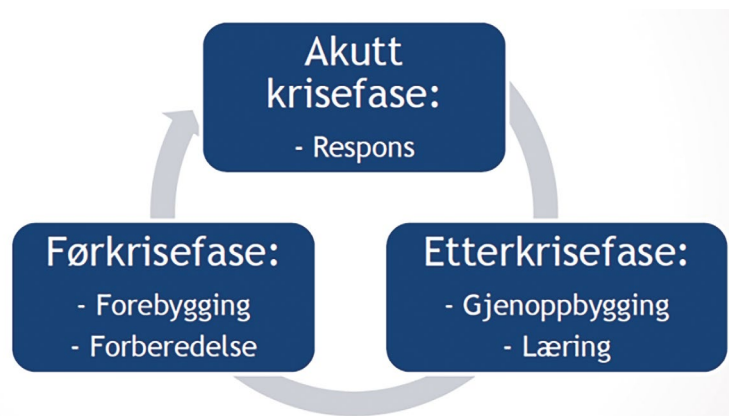 Akutt
krisefase:
- Respons
Førkrisefase:
- Forebygging
- Forberedelse
Etterkrisefase:
- Gjenoppbygging
- Læring